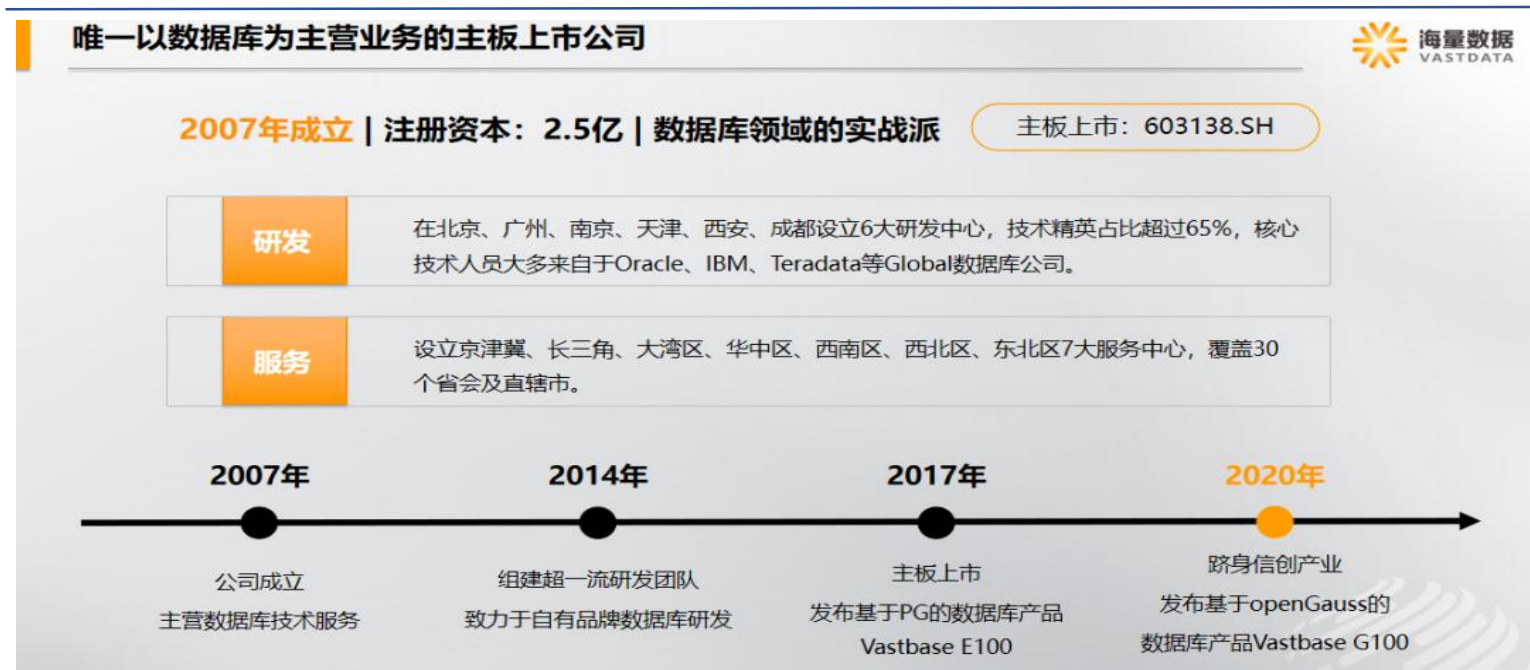 唯一以数据库为主营业务的主板上市公司
海量数据
VASTDATA
2007年成立 | 注册资本：2.5亿 | 数据库领域的实战派
主板上市：603138.SH
研发
在北京、广州、南京、天津、西安、成都设立6大研发中心，技术精英占比超过65%，核心
技术人员大多来自于Oracle、IBM、Teradata等Global数据库公司。
服务
设立京津冀、长三角、大湾区、华中区、西南区、西北区、东北区7大服务中心，覆盖30
个省会及直辖市。
2007年
2014年
2017年
2020年
公司成立
主营数据库技术服务
组建超一流研发团队
致力于自有品牌数据库研发
主板上市
发布基于PG的数据库产品
Vastbase E100
跻身信创产业
发布基于openGauss的
数据库产品Vastbase G100